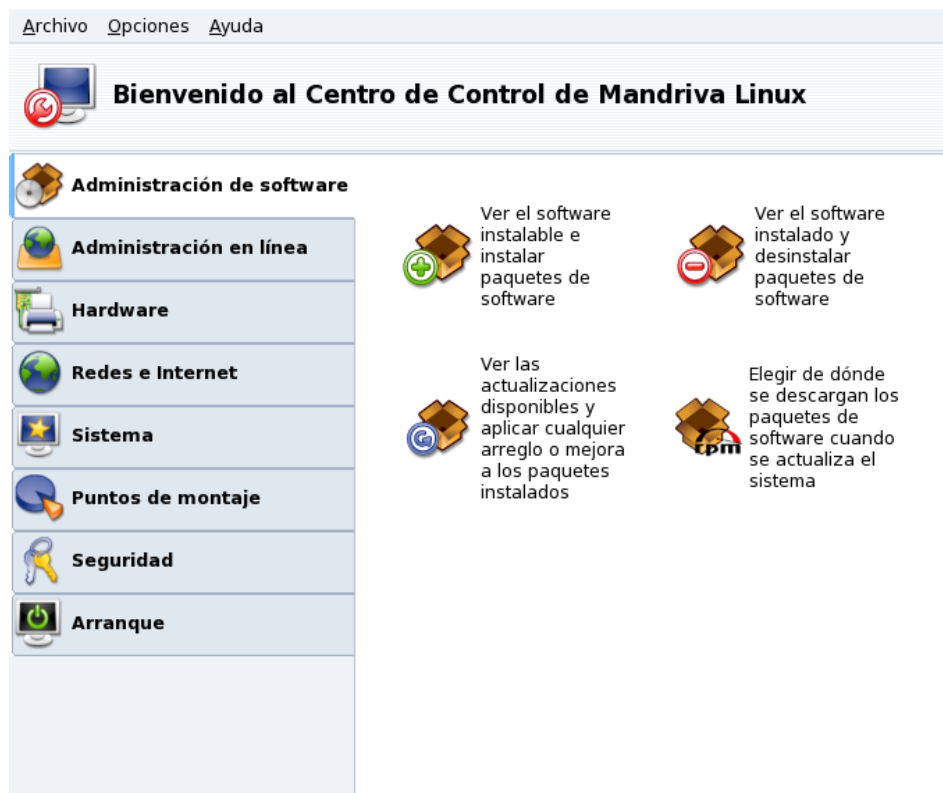 Archivo Opciones Ayuda
Bienvenido al Centro de Control de Mandriva Linux
Administración de software
Administración en línea
Hardware
Redes e Internet
Sistema
Puntos de montaje
Seguridad
Arranque
Ver el software
instalable e
instalar
paquetes de
software
Ver el software
instalado y
desinstalar
paquetes de
software
Ver las
actualizaciones
disponibles y
aplicar cualquier
arreglo o mejora
a los paquetes
instalados
rpm
Elegir de dónde
se descargan los
paquetes de
software cuando
se actualiza el
sistema